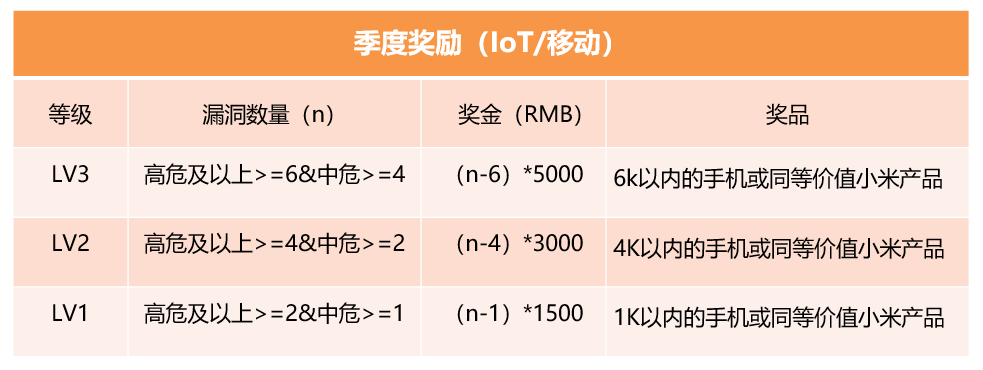 季度奖励（IoT/移动）
等级 漏洞数量（n） 奖金（RMB） 奖品
LV3 高危及以上>=6&中危>=4 （n-6）*5000 6k以内的手机或同等价值小米产品
LV2 高危及以上>=4&中危>=2 （n-4）*3000 4K以内的手机或同等价值小米产品
LV1 高危及以上>=2&中危>=1 （n-1）*1500 1K以内的手机或同等价值小米产品